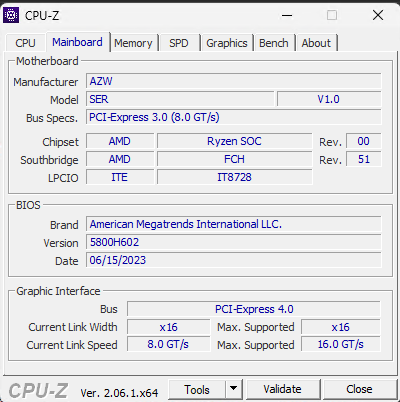 CPU-Z
CPU Mainboard Memory SPD Graphics Bench About
Motherboard
Manufacturer AZW
Model SER V1.0
Bus Specs. PCI-Express 3.0 (8.0 GT/s)
Chipset AMD Ryzen SOC Rev. 00
Southbridge AMD FCH Rev. 51
LPCIO ITE IT8728
BIOS
Brand American Megatrends International LLC.
Version 5800H602
Date 06/15/2023
Graphic Interface
Bus PCI-Express 4.0
Current Link Width x16 Max. Supported x16
Current Link Speed 8.0 GT/s Max. Supported 16.0 GT/s
CPU-Z Ver. 2.06.1.x64 Tools Validate Close